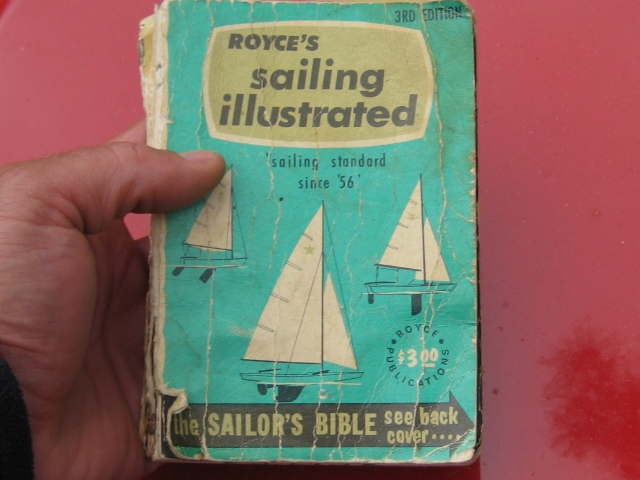 3RD EDITION
ROYCE'S
sailing
illustrated
'sailing standard
since '56'
ROYCE
$3.00
PUBLICATIONS
the SAILOR'S BIBLE see back
cover....